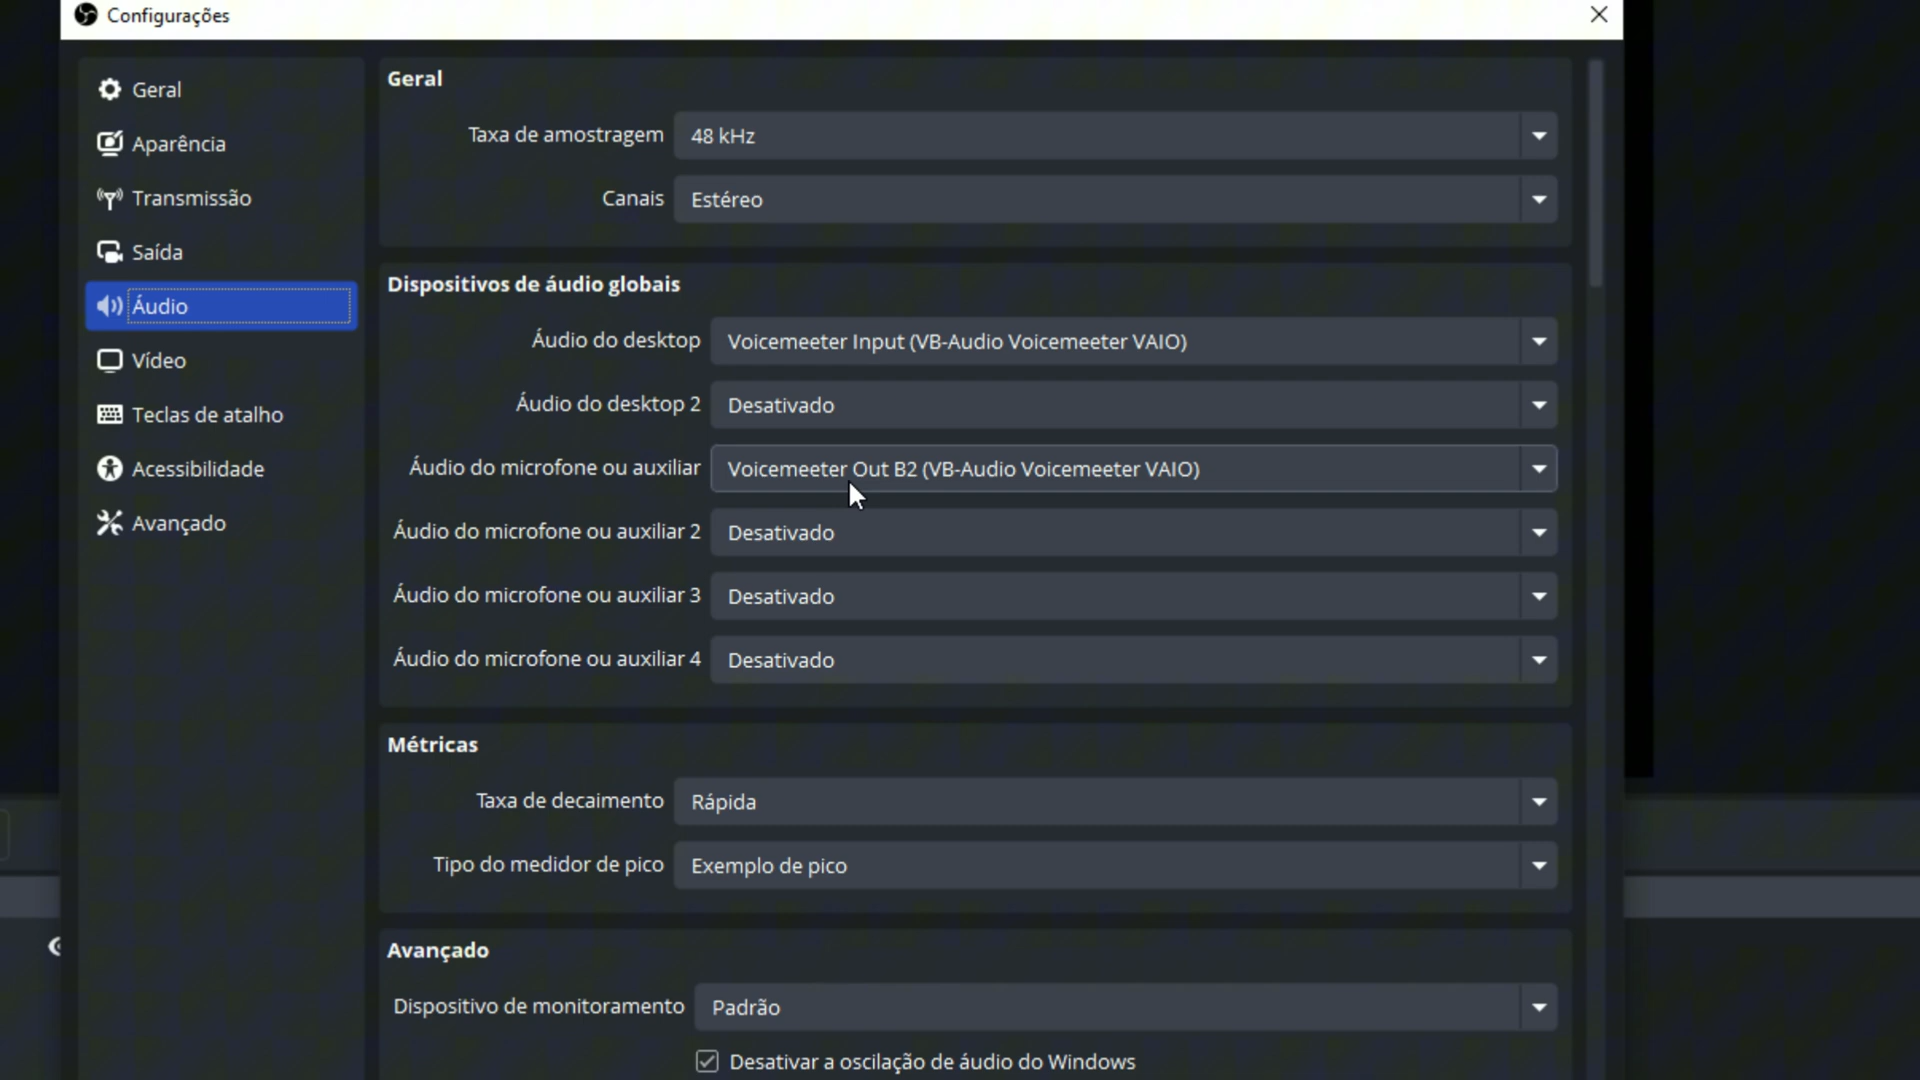 Configurações
Geral
Aparência
Transmissão
Saída
Áudio
Vídeo
Teclas de atalho
Acessibilidade
Avançado
Geral
Taxa de amostragem 48 kHz
Canais Estéreo
Dispositivos de áudio globais
Áudio do desktop Voicemeeter Input (VB-Audio Voicemeeter VAIO)
Áudio do desktop 2 Desativado
Áudio do microfone ou auxiliar Voicemeeter Out B2 (VB-Audio Voicemeeter VAIO)
Áudio do microfone ou auxiliar 2 Desativado
Áudio do microfone ou auxiliar 3 Desativado
Áudio do microfone ou auxiliar 4 Desativado
Métricas
Taxa de decaimento Rápida
Tipo do medidor de pico Exemplo de pico
Avançado
Dispositivo de monitoramento Padrão
Desativar a oscilação de áudio do Windows